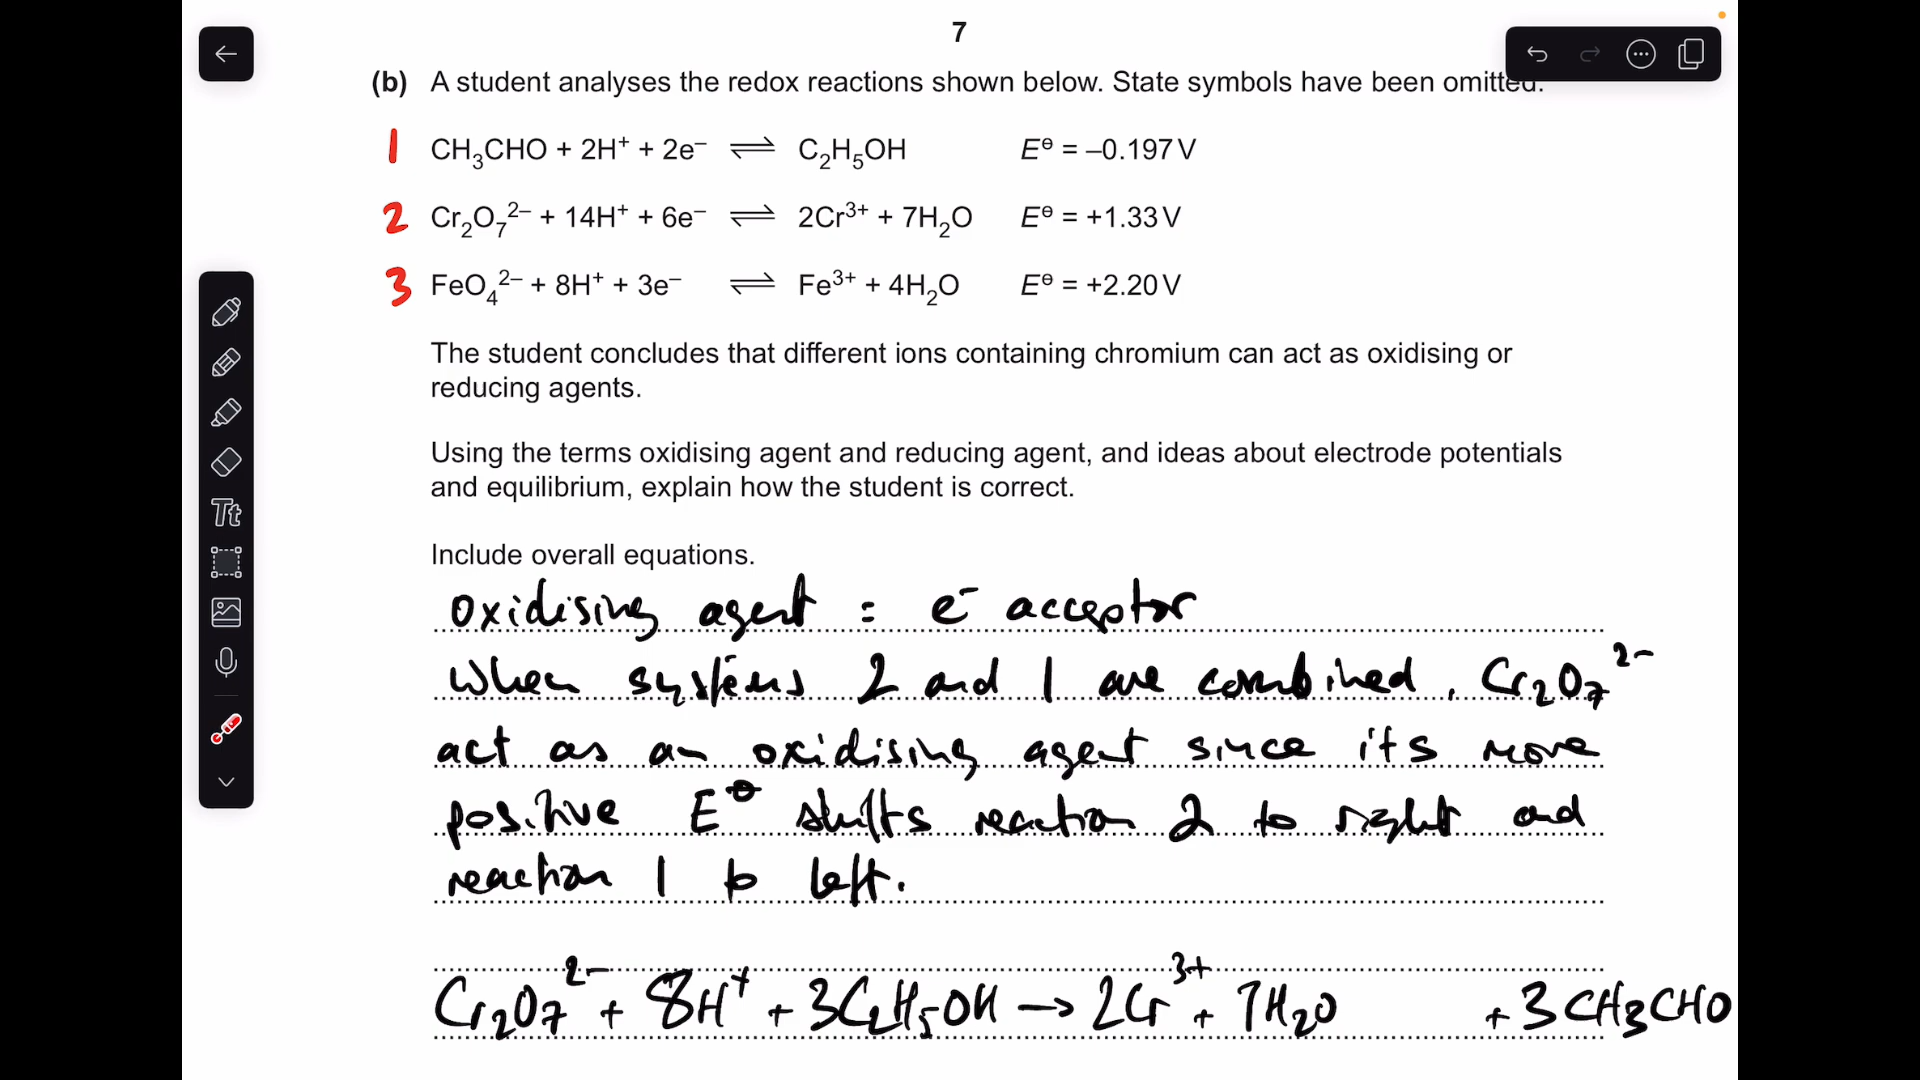 7
(b) A student analyses the redox reactions shown below. State symbols have been omitted.
1 CH₃CHO + 2H⁺ + 2e⁻ ⇌ C₂H₅OH E⦵ = –0.197 V
2 Cr₂O₇²⁻ + 14H⁺ + 6e⁻ ⇌ 2Cr³⁺ + 7H₂O E⦵ = +1.33 V
3 FeO₄²⁻ + 8H⁺ + 3e⁻ ⇌ Fe³⁺ + 4H₂O E⦵ = +2.20 V
The student concludes that different ions containing chromium can act as oxidising or
reducing agents.
Using the terms oxidising agent and reducing agent, and ideas about electrode potentials
and equilibrium, explain how the student is correct.
Include overall equations.
oxidising agent = e⁻ acceptor
When systems 2 and 1 are combined, Cr₂O₇²⁻
act as an oxidising agent since its more
positive E⦵ shifts reaction 2 to right and
reaction 1 to left.
Cr₂O₇²⁻ + 8H⁺ + 3C₂H₅OH → 2Cr³⁺ + 7H₂O + 3CH₃CHO
Tt